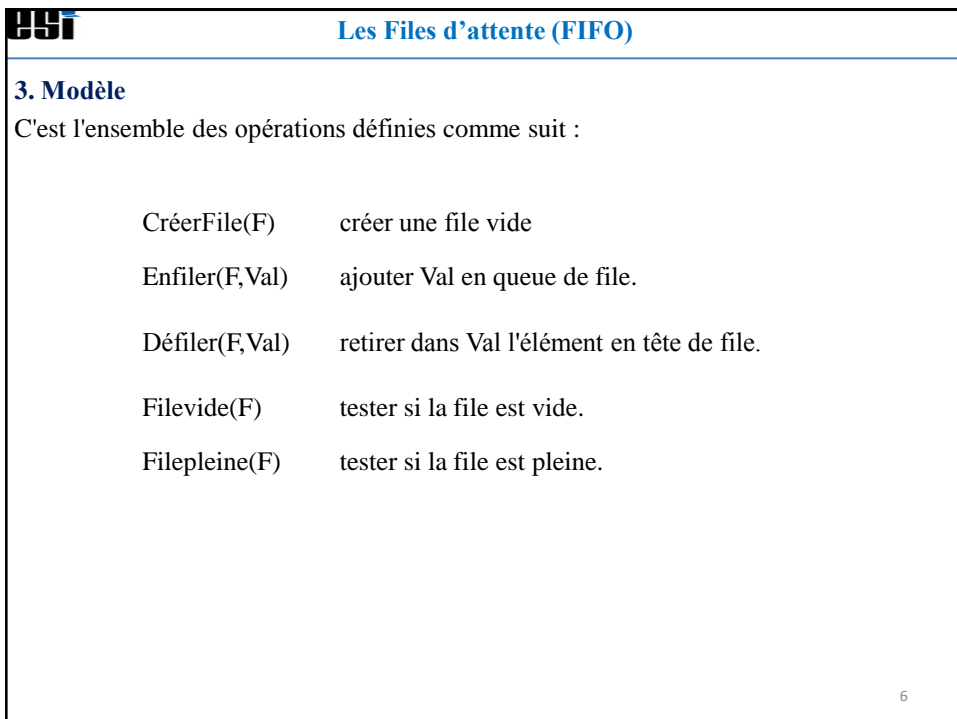 esi
Les Files d’attente (FIFO)
3. Modèle
C'est l'ensemble des opérations définies comme suit :
CréerFile(F) créer une file vide
Enfiler(F,Val) ajouter Val en queue de file.
Défiler(F,Val) retirer dans Val l'élément en tête de file.
Filevide(F) tester si la file est vide.
Filepleine(F) tester si la file est pleine.
6